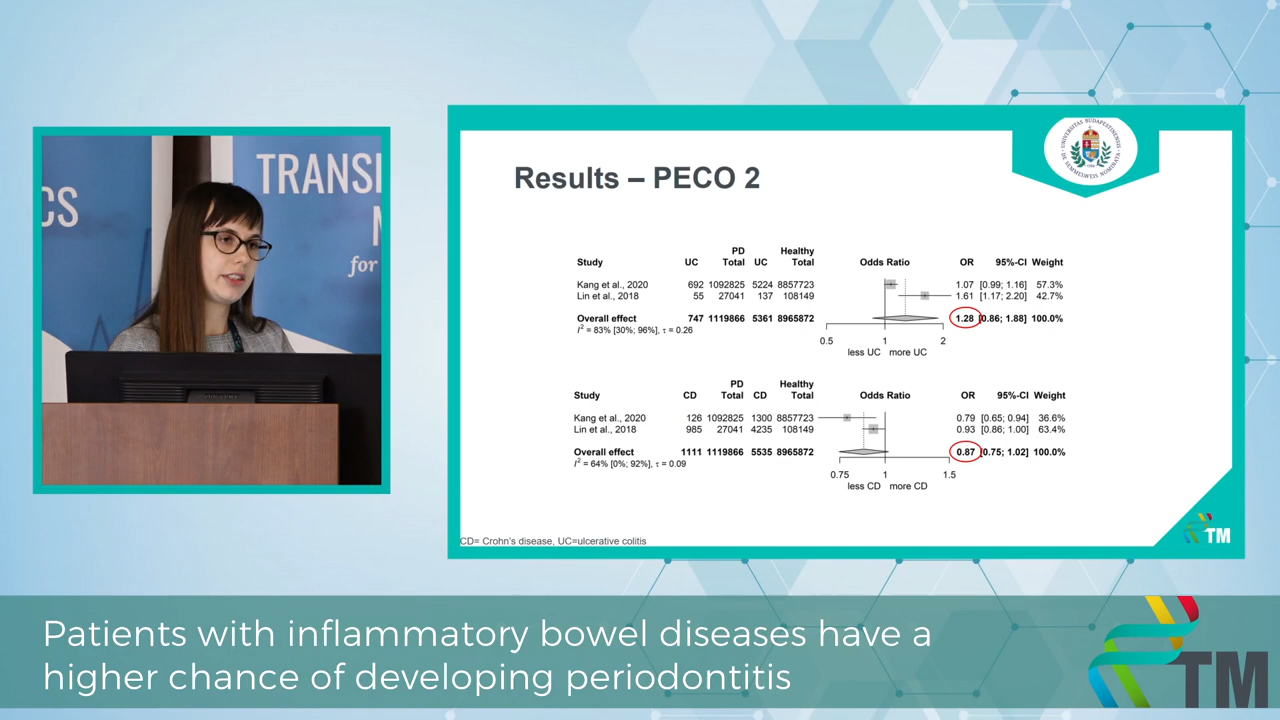 CS
TRANS
for
Results – PECO 2
UNIVERSITAS BUDAPESTINENSIS DE SEMMELWEIS NOMINATA
Study UC PD Total UC Healthy Total Odds Ratio OR 95%-CI Weight
Kang et al., 2020 692 1092825 5224 8857723 1.07 [0.99; 1.16] 57.3%
Lin et al., 2018 55 27041 137 108149 1.61 [1.17; 2.20] 42.7%
Overall effect 747 1119866 5361 8965872 1.28 [0.86; 1.88] 100.0%
I² = 83% [30%; 96%], τ = 0.26
0.5 1 2
less UC more UC
Study CD PD Total CD Healthy Total Odds Ratio OR 95%-CI Weight
Kang et al., 2020 126 1092825 1300 8857723 0.79 [0.65; 0.94] 36.6%
Lin et al., 2018 985 27041 4235 108149 0.93 [0.86; 1.00] 63.4%
Overall effect 1111 1119866 5535 8965872 0.87 [0.75; 1.02] 100.0%
I² = 64% [0%; 92%], τ = 0.09
0.75 1 1.5
less CD more CD
CD= Crohn's disease, UC=ulcerative colitis
TM
Patients with inflammatory bowel diseases have a
higher chance of developing periodontitis
TM